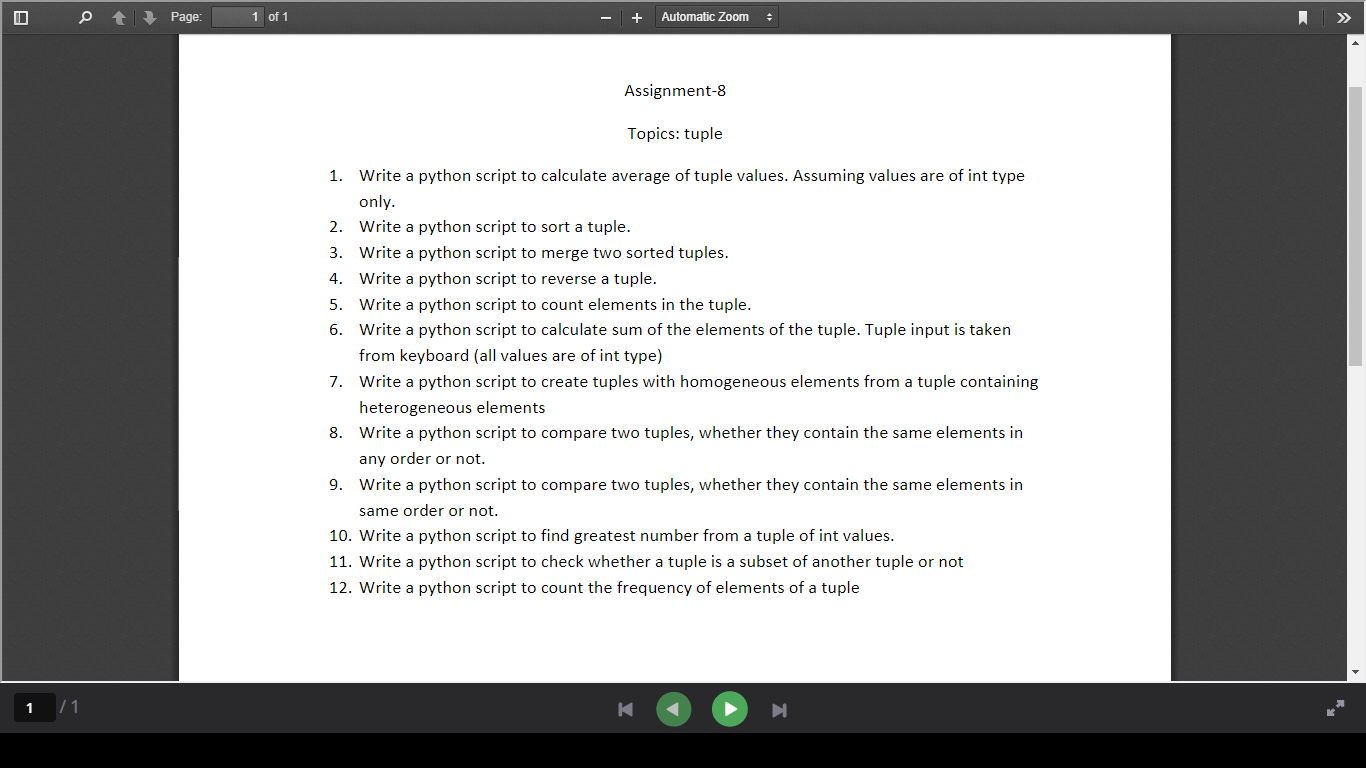 Page: 1 of 1 Automatic Zoom
Assignment-8
Topics: tuple
1. Write a python script to calculate average of tuple values. Assuming values are of int type
only.
2. Write a python script to sort a tuple.
3. Write a python script to merge two sorted tuples.
4. Write a python script to reverse a tuple.
5. Write a python script to count elements in the tuple.
6. Write a python script to calculate sum of the elements of the tuple. Tuple input is taken
from keyboard (all values are of int type)
7. Write a python script to create tuples with homogeneous elements from a tuple containing
heterogeneous elements
8. Write a python script to compare two tuples, whether they contain the same elements in
any order or not.
9. Write a python script to compare two tuples, whether they contain the same elements in
same order or not.
10. Write a python script to find greatest number from a tuple of int values.
11. Write a python script to check whether a tuple is a subset of another tuple or not
12. Write a python script to count the frequency of elements of a tuple
1 / 1